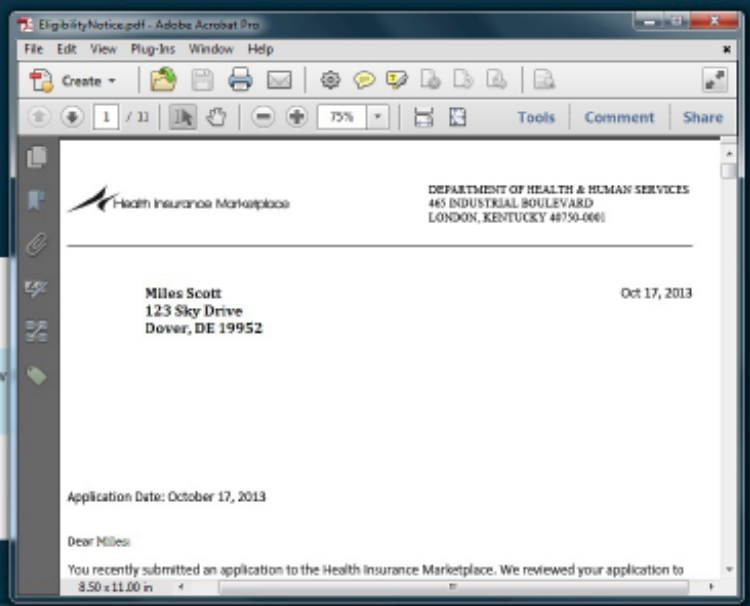 EligibilityNotice.pdf - Adobe Acrobat Pro
File Edit View Plug-Ins Window Help
Create
1 / 11
75%
Tools Comment Share
Health Insurance Marketplace
DEPARTMENT OF HEALTH & HUMAN SERVICES
465 INDUSTRIAL BOULEVARD
LONDON, KENTUCKY 40750-0001
Miles Scott
123 Sky Drive
Dover, DE 19952
Oct 17, 2013
Application Date: October 17, 2013
Dear Miles:
You recently submitted an application to the Health Insurance Marketplace. We reviewed your application to
8.50 x 11.00 in